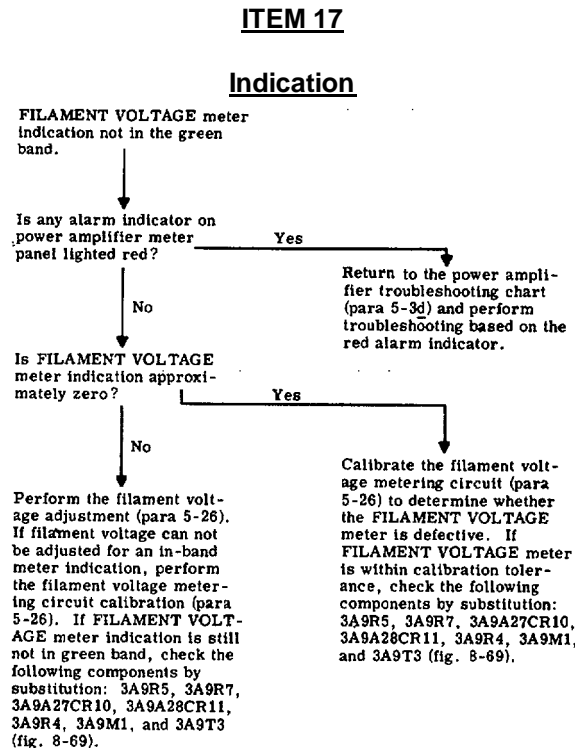 ITEM 17
Indication
FILAMENT VOLTAGE meter
indication not in the green
band.
Is any alarm indicator on
power amplifier meter
panel lighted red?
Yes
Return to the power ampli-
fier troubleshooting chart
(para 5-3d) and perform
troubleshooting based on the
red alarm indicator.
No
Is FILAMENT VOLTAGE
meter indication approxi-
mately zero?
Yes
No
Perform the filament volt-
age adjustment (para 5-26).
If filament voltage can not
be adjusted for an in-band
meter indication, perform
the filament voltage meter-
ing circuit calibration (para
5-26). If FILAMENT VOLT-
AGE meter indication is still
not in green band, check the
following components by
substitution: 3A9R5, 3A9R7,
3A9A27CR10, 3A9A28CR11,
3A9R4, 3A9M1, and 3A9T3
(fig. 8-69).
Calibrate the filament volt-
age metering circuit (para
5-26) to determine whether
the FILAMENT VOLTAGE
meter is defective. If
FILAMENT VOLTAGE meter
is within calibration toler-
ance, check the following
components by substitution:
3A9R5, 3A9R7, 3A9A27CR10,
3A9A28CR11, 3A9R4, 3A9M1,
and 3A9T3 (fig. 8-69).